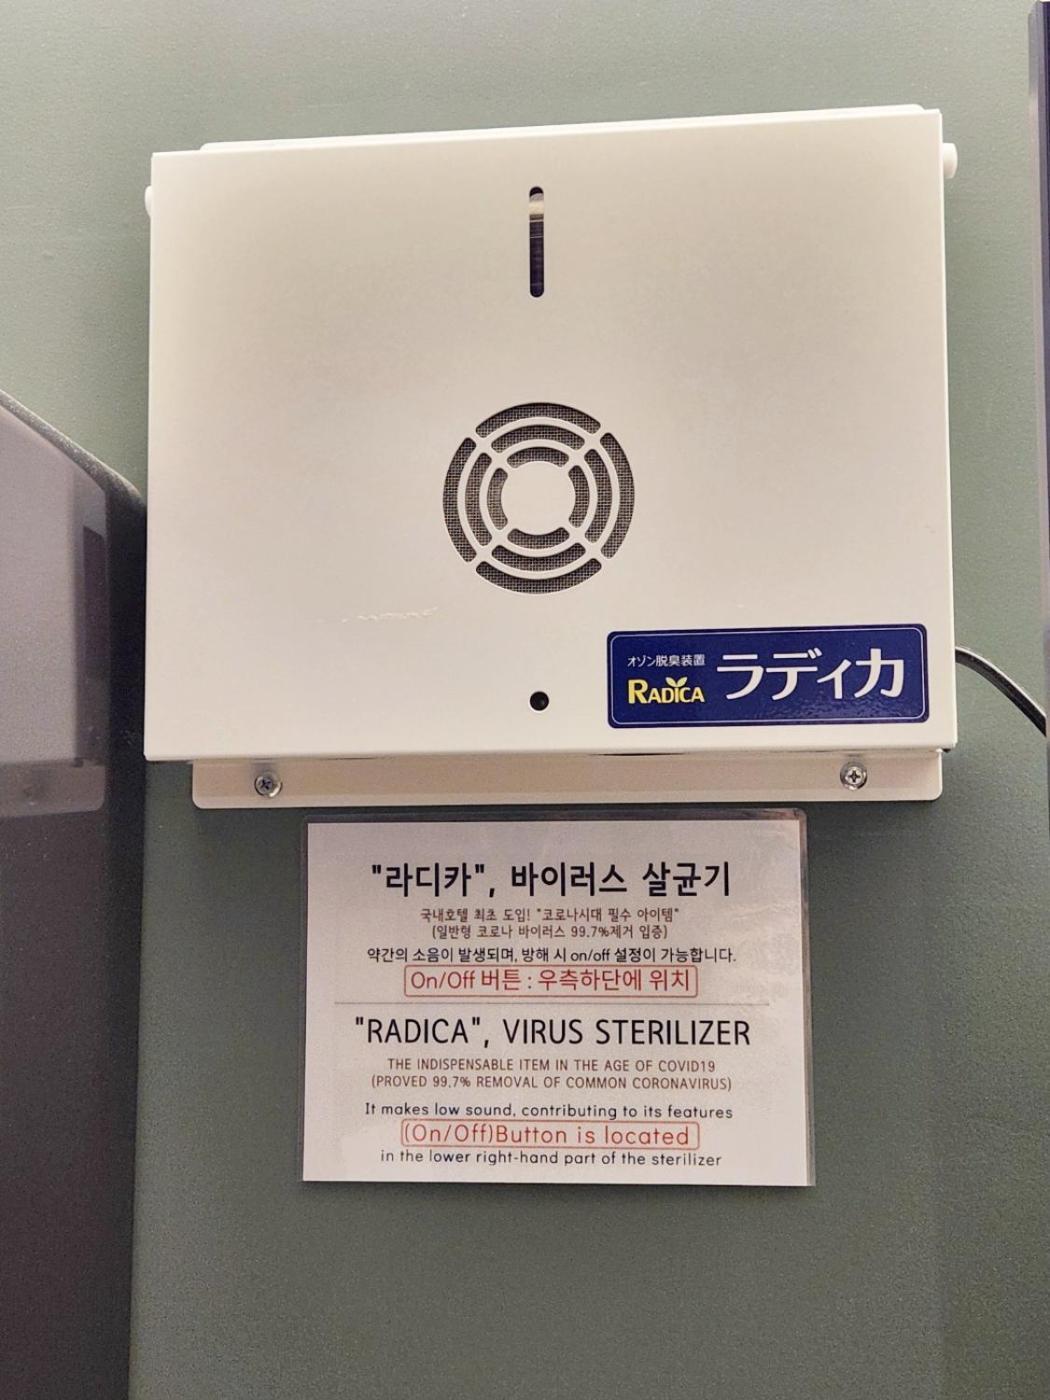 オゾン脱臭装置
RADICA
ラディカ
"라디카", 바이러스 살균기
국내호텔 최초 도입! "코로나시대 필수 아이템"
(일반형 코로나 바이러스 99.7%제거 입증)
약간의 소음이 발생되며, 방해 시 on/off 설정이 가능합니다.
On/Off 버튼 : 우측하단에 위치
"RADICA", VIRUS STERILIZER
THE INDISPENSABLE ITEM IN THE AGE OF COVID19
(PROVED 99.7% REMOVAL OF COMMON CORONAVIRUS)
It makes low sound, contributing to its features
(On/Off)Button is located
in the lower right-hand part of the sterilizer